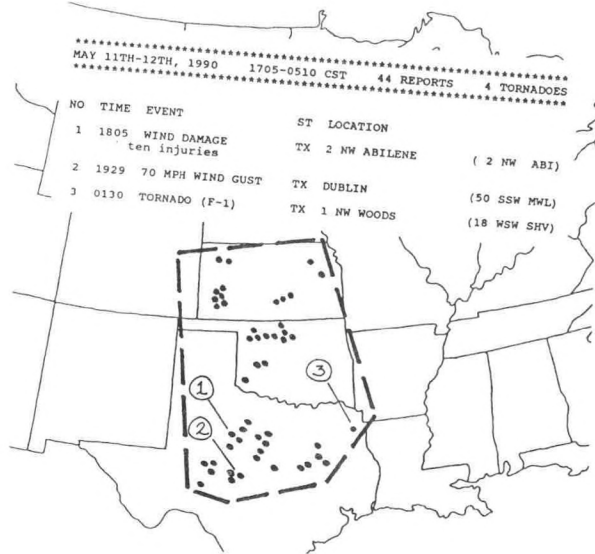 ************************************************************
MAY 11TH-12TH, 1990 1705-0510 CST 44 REPORTS 4 TORNADOES
************************************************************
NO TIME EVENT ST LOCATION
1 1805 WIND DAMAGE TX 2 NW ABILENE ( 2 NW ABI)
ten injuries
2 1929 70 MPH WIND GUST TX DUBLIN (50 SSW MWL)
3 0130 TORNADO (F-1) TX 1 NW WOODS (18 WSW SHV)
3
1
2